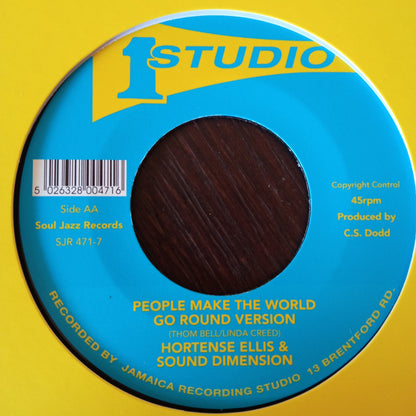 1 STUDIO
5 026328 004716
Side AA
Soul Jazz Records
SJR 471-7
Copyright Control
45rpm
Produced by
C.S. Dodd
PEOPLE MAKE THE WORLD
GO ROUND VERSION
(THOM BELL/LINDA CREED)
HORTENSE ELLIS &
SOUND DIMENSION
RECORDED BY JAMAICA RECORDING STUDIO 13 BRENTFORD RD.